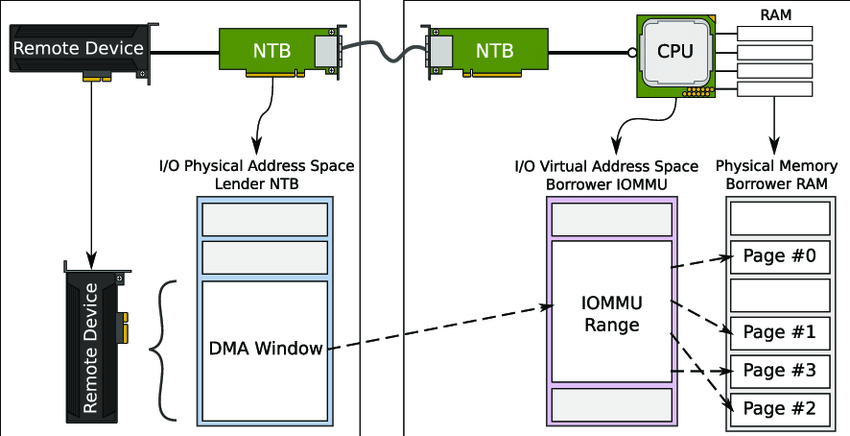 RAM
Remote Device
NTB
NTB
CPU
I/O Physical Address Space
Lender NTB
I/O Virtual Address Space
Borrower IOMMU
Physical Memory
Borrower RAM
Remote Device
DMA Window
IOMMU
Range
Page #0
Page #1
Page #3
Page #2